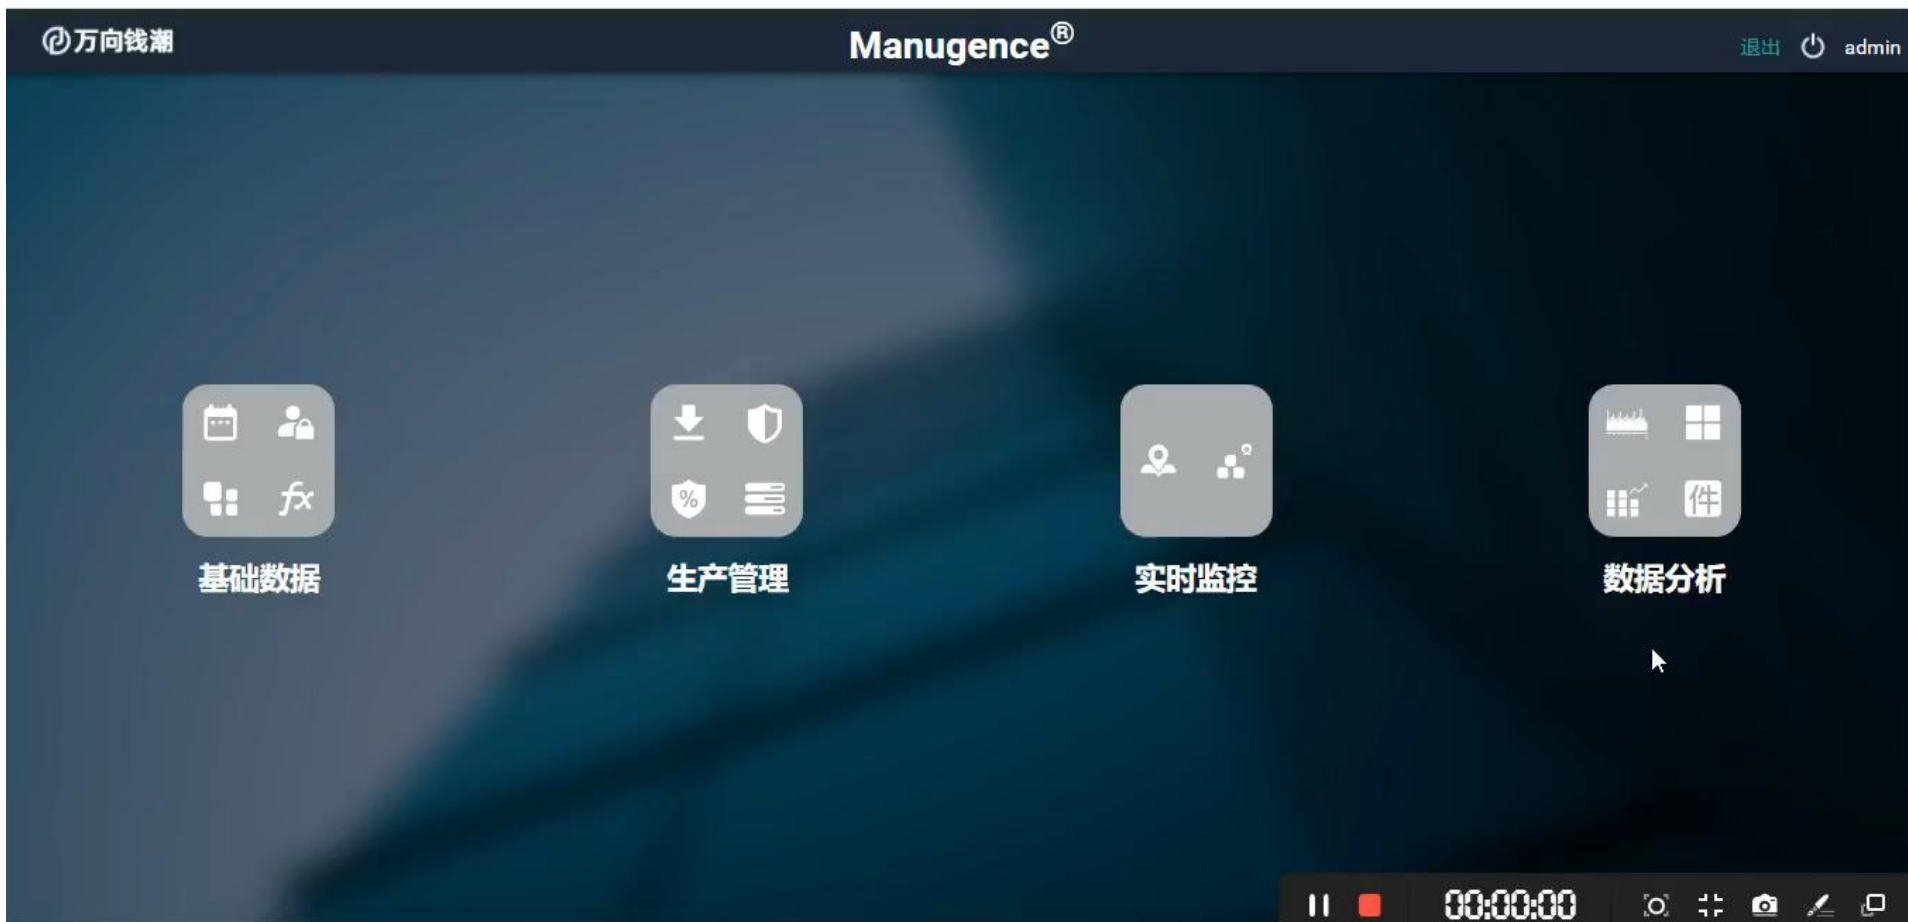 万向钱潮
Manugence®
退出 admin
fx
%
件
基础数据
生产管理
实时监控
数据分析
00:00:00